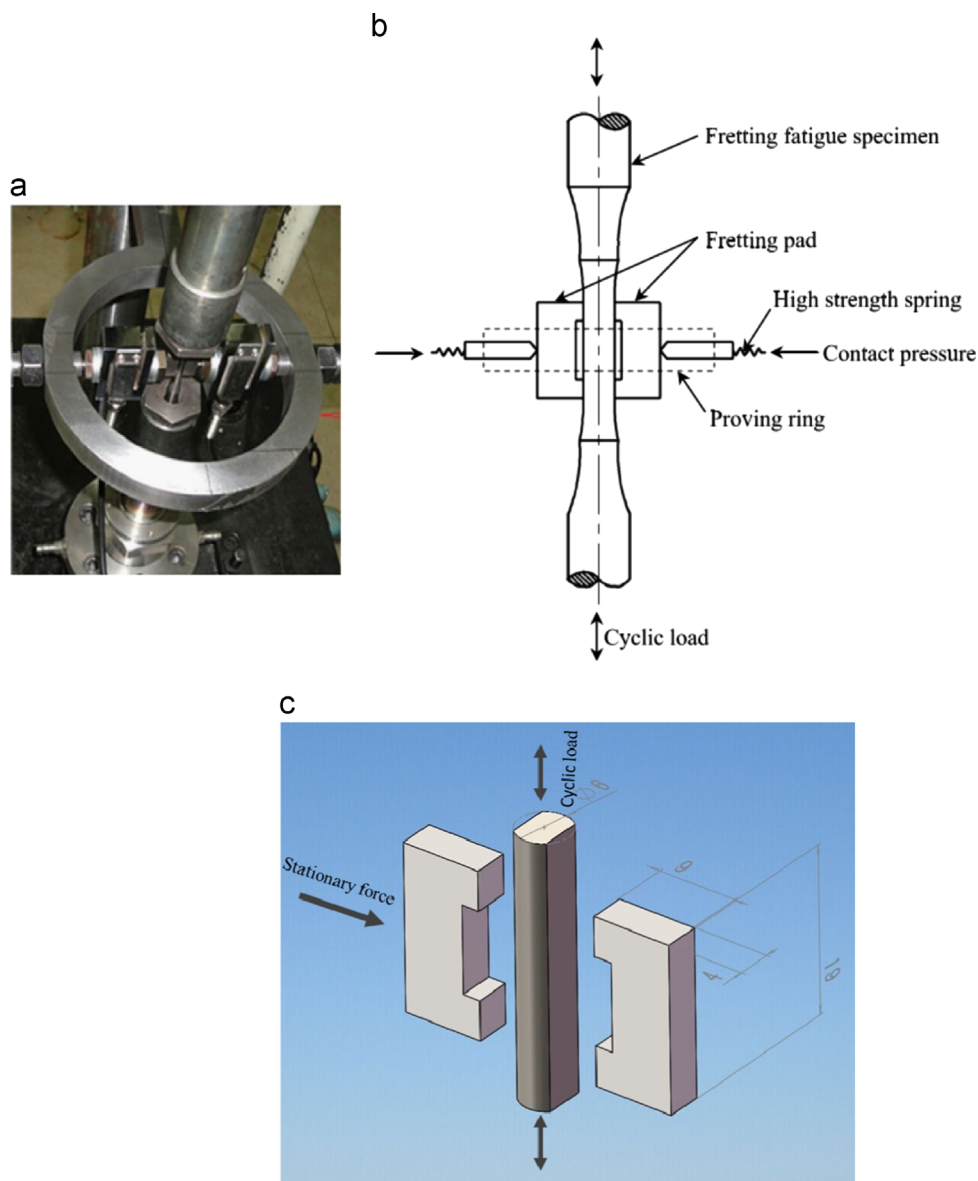 b
a
Fretting fatigue specimen
Fretting pad
High strength spring
Contact pressure
Proving ring
Cyclic load
c
Cyclic load
Stationary force
4
18